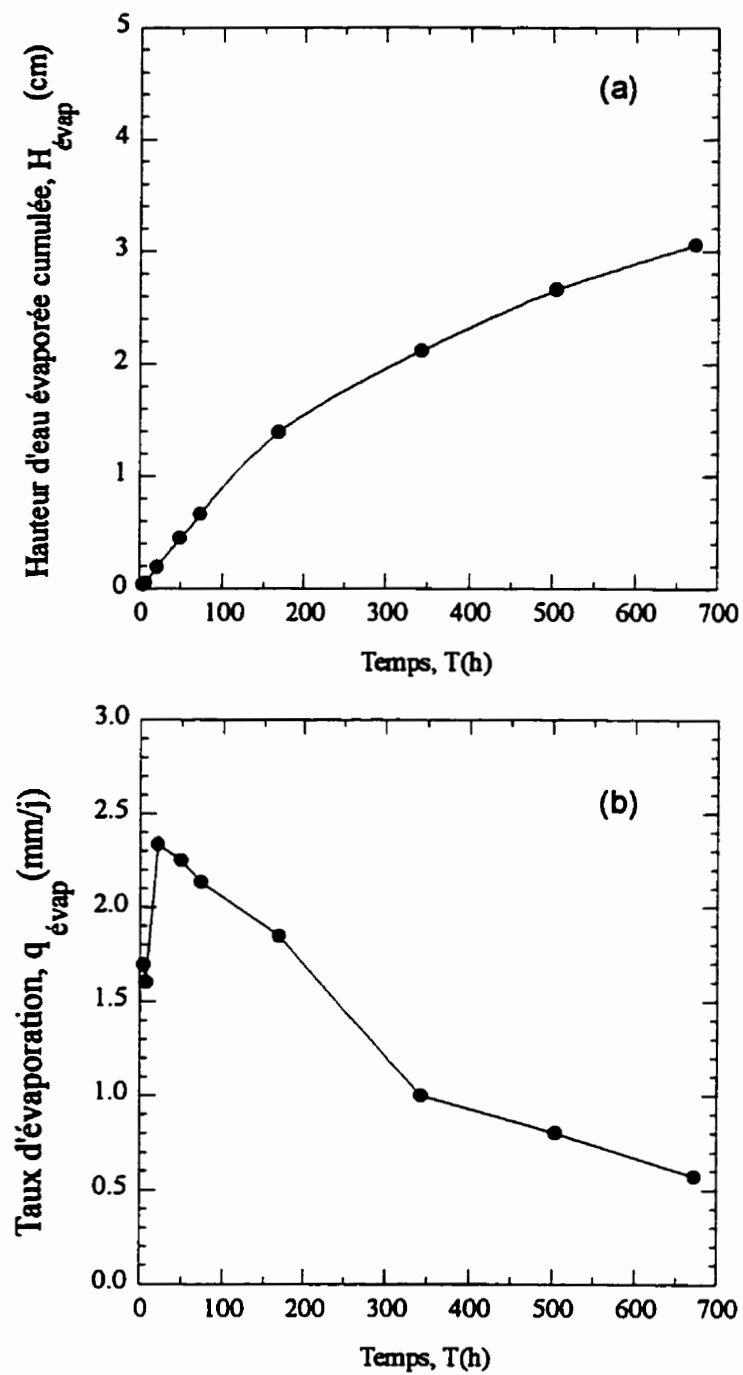 5
4
3
2
1
0
(a)
Hauteur d'eau évaporée cumulée, H évap (cm)
0 100 200 300 400 500 600 700
Temps, T(h)
3.0
2.5
2.0
1.5
1.0
0.5
0.0
(b)
Taux d'évaporation, q évap (mm/j)
0 100 200 300 400 500 600 700
Temps, T(h)